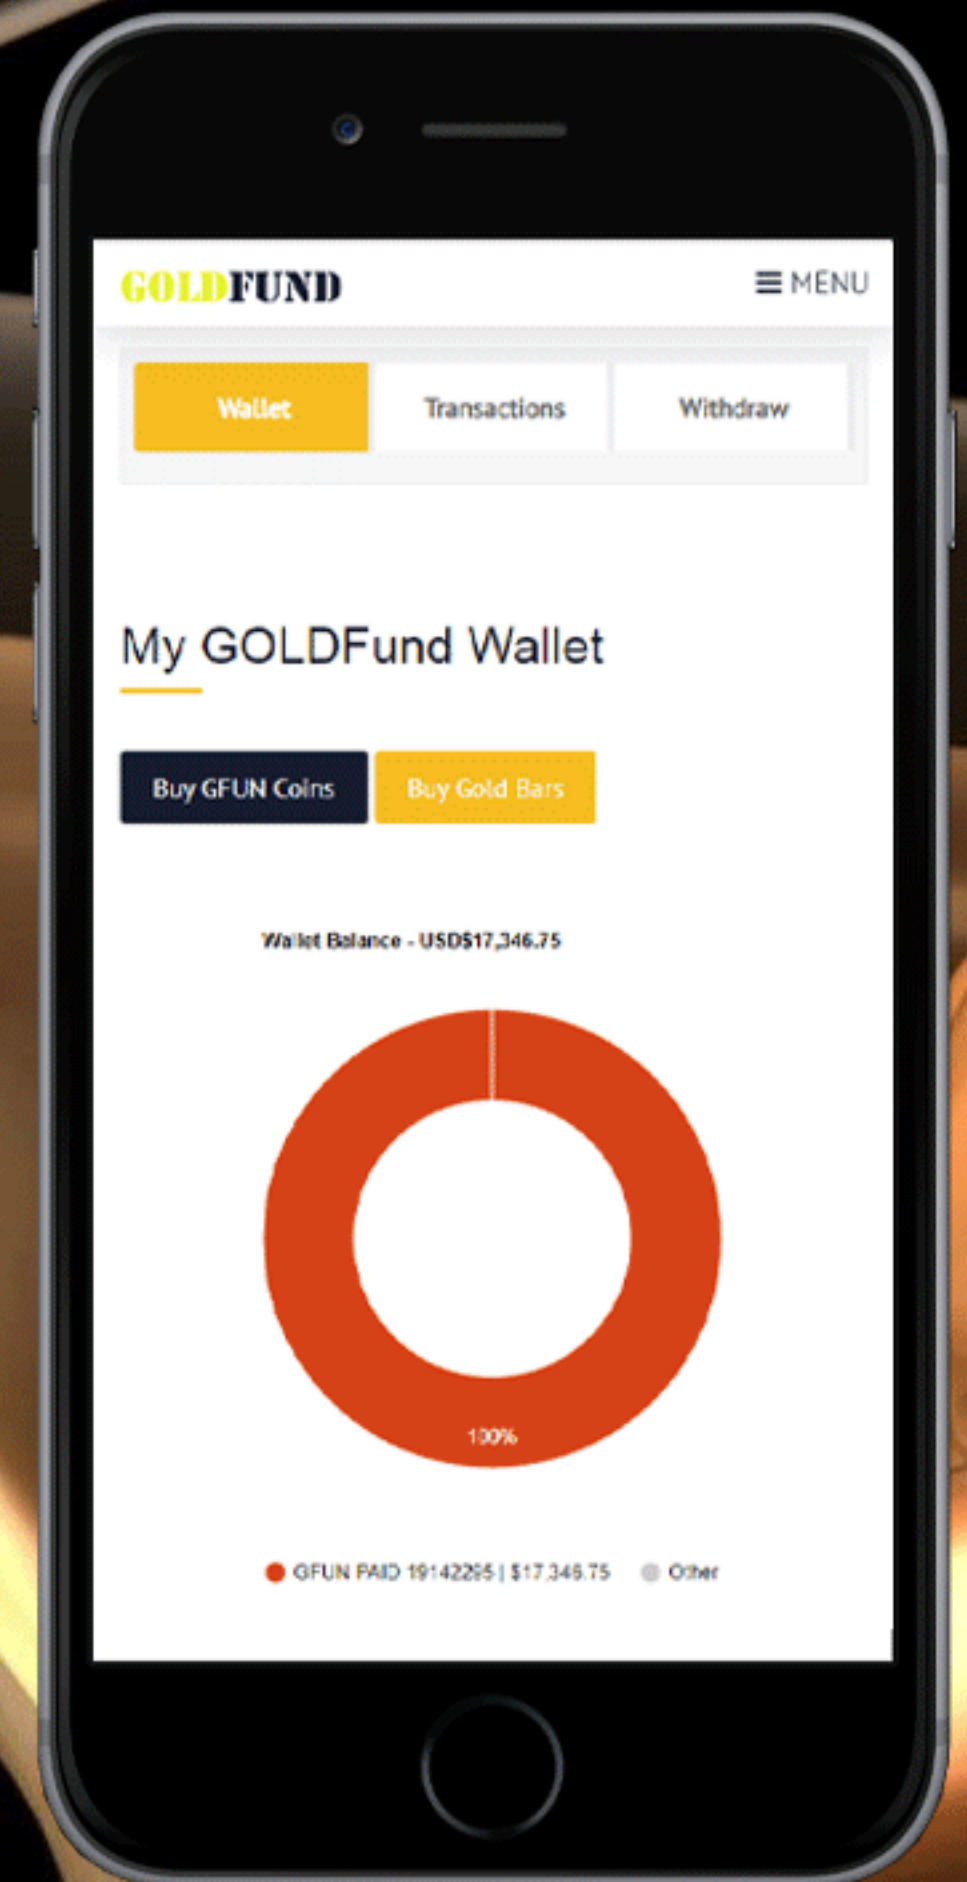 GOLDFUND
MENU
Wallet Transactions Withdraw
My GOLDFund Wallet
Buy GFUN Coins Buy Gold Bars
Wallet Balance - USD$17,346.75
100%
GFUN PAID 19142295 | $17,346.75 Other